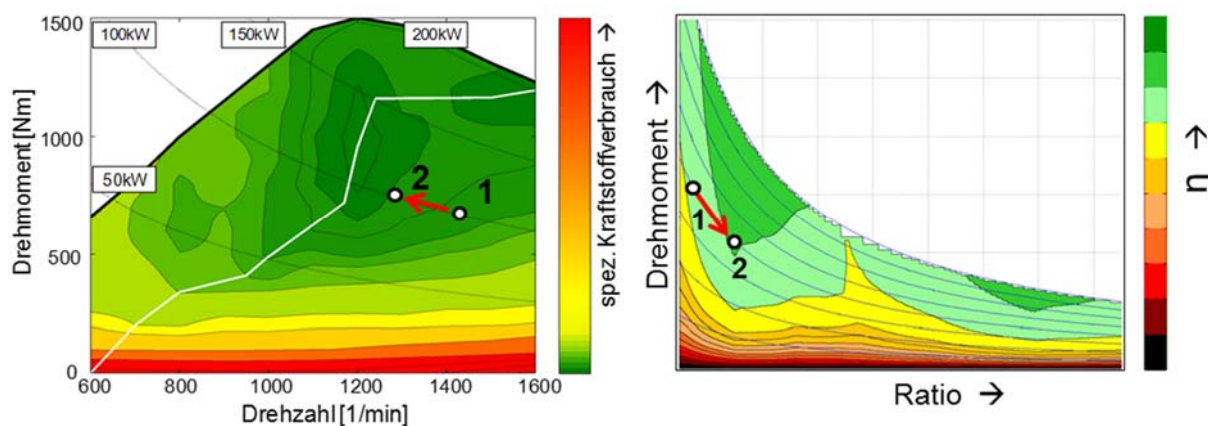 1500
1000
500
0
Drehmoment [Nm]
100kW
150kW
200kW
50kW
2
1
600
800
1000
1200
1400
1600
Drehzahl [1/min]
spez. Kraftstoffverbrauch →
Drehmoment →
1
2
Ratio →
η →